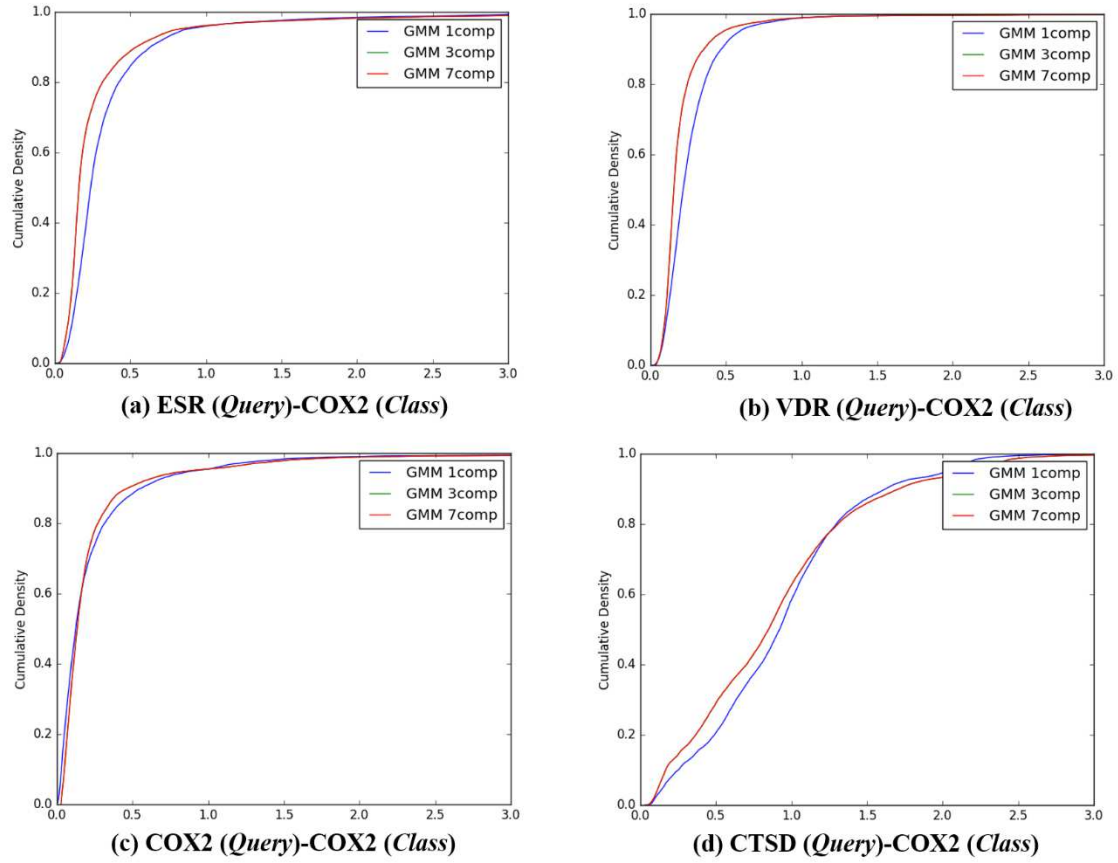 1.0
0.8
0.6
0.4
0.2
0.0
Cumulative Density
GMM 1comp
GMM 3comp
GMM 7comp
0.0 0.5 1.0 1.5 2.0 2.5 3.0
(a) ESR (Query)-COX2 (Class)
1.0
0.8
0.6
0.4
0.2
0.0
Cumulative Density
GMM 1comp
GMM 3comp
GMM 7comp
0.0 0.5 1.0 1.5 2.0 2.5 3.0
(b) VDR (Query)-COX2 (Class)
1.0
0.8
0.6
0.4
0.2
0.0
Cumulative Density
GMM 1comp
GMM 3comp
GMM 7comp
0.0 0.5 1.0 1.5 2.0 2.5 3.0
(c) COX2 (Query)-COX2 (Class)
1.0
0.8
0.6
0.4
0.2
0.0
Cumulative Density
GMM 1comp
GMM 3comp
GMM 7comp
0.0 0.5 1.0 1.5 2.0 2.5 3.0
(d) CTSD (Query)-COX2 (Class)